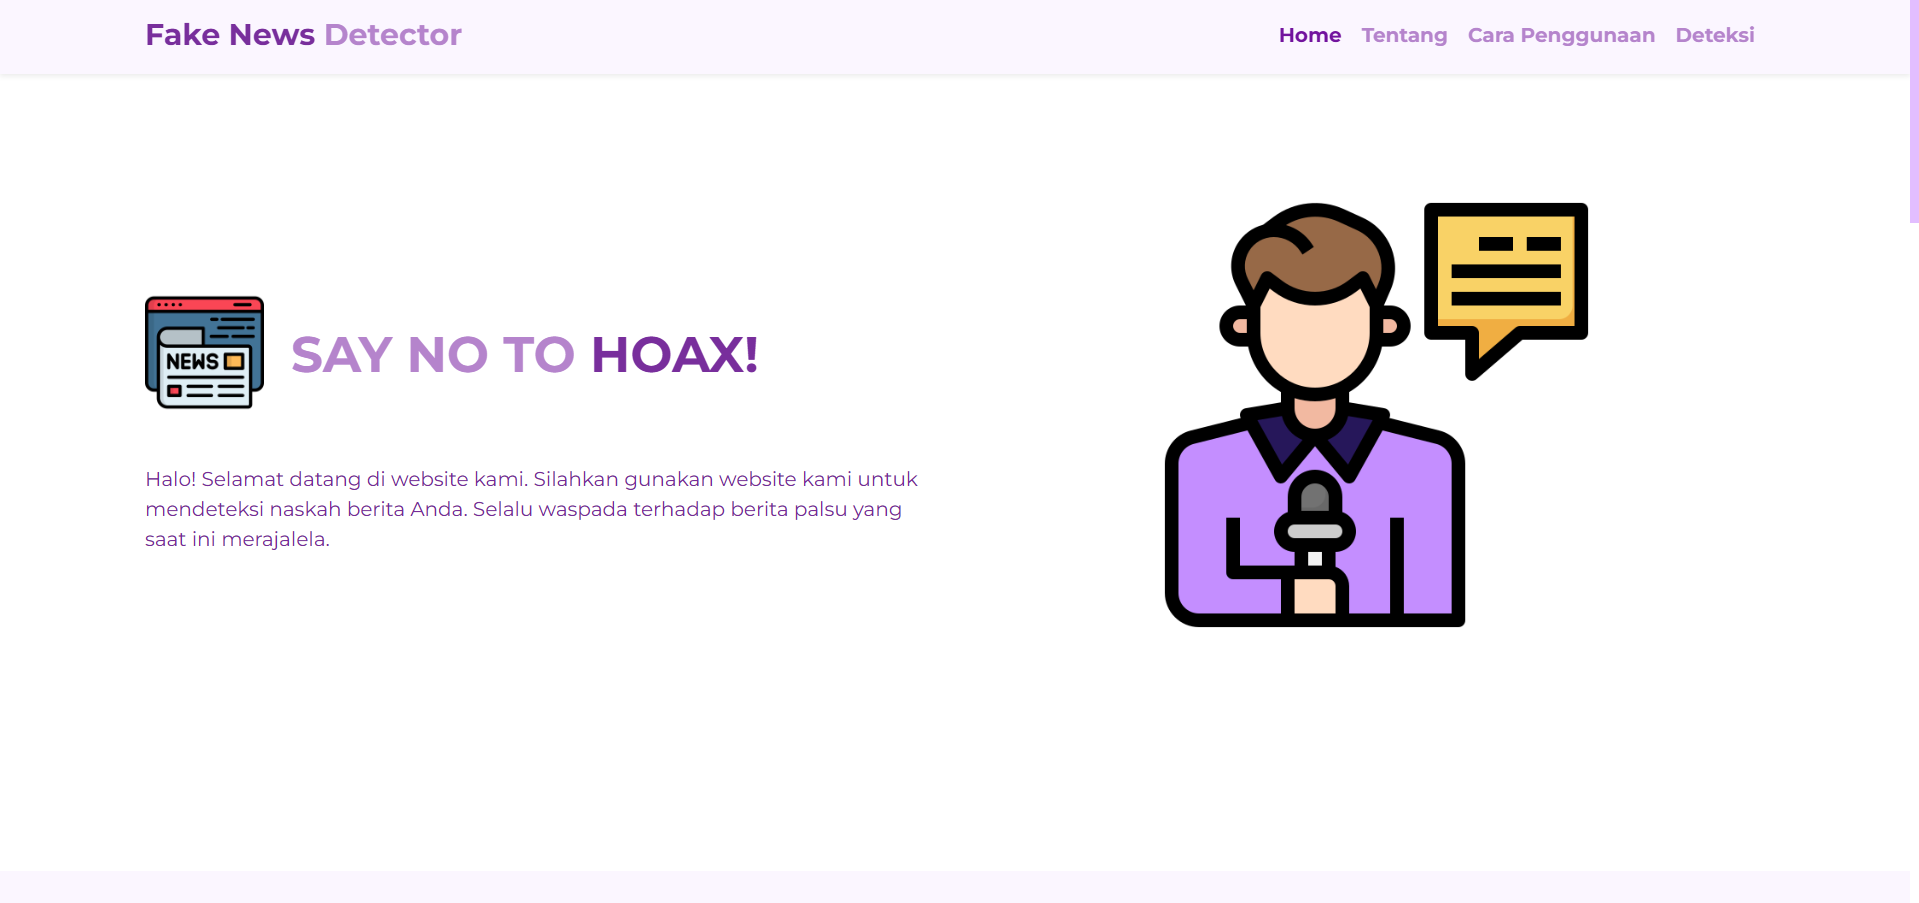 Fake News Detector
Home Tentang Cara Penggunaan Deteksi
NEWS
SAY NO TO HOAX!
Halo! Selamat datang di website kami. Silahkan gunakan website kami untuk
mendeteksi naskah berita Anda. Selalu waspada terhadap berita palsu yang
saat ini merajalela.